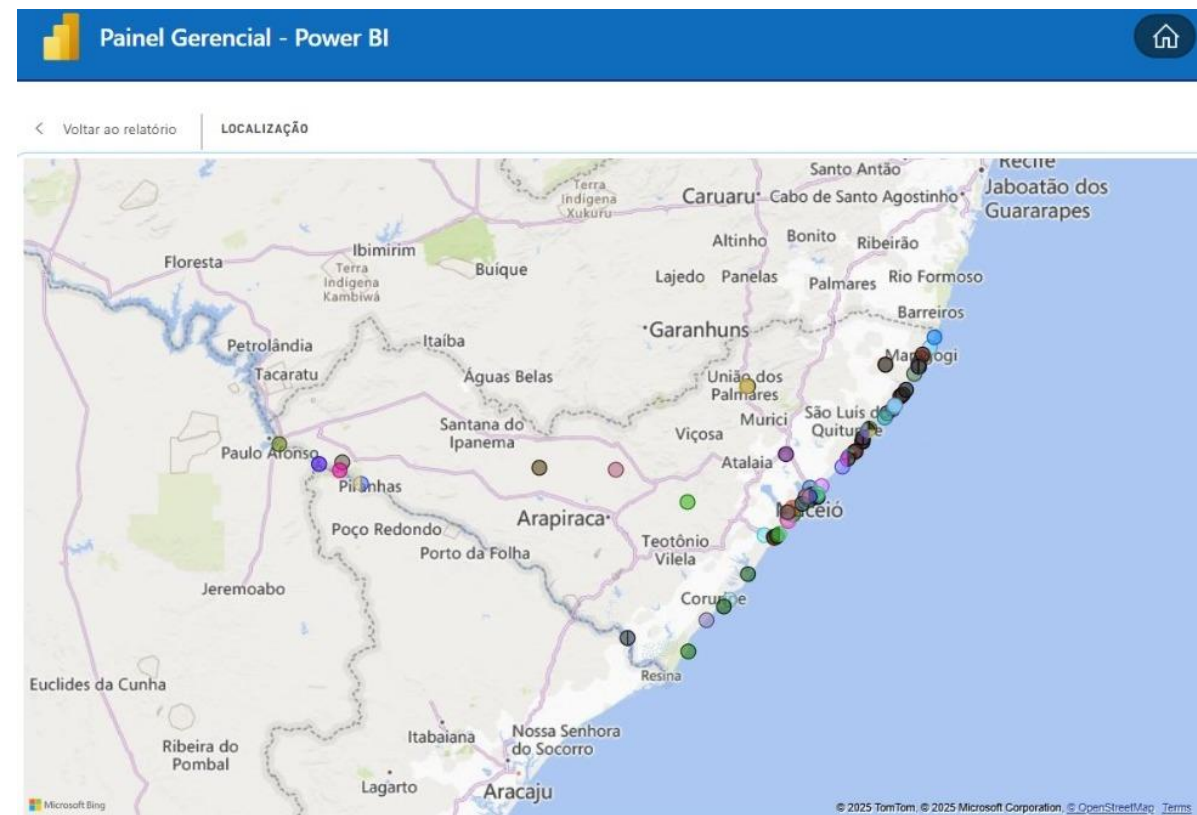 Painel Gerencial - Power BI
Voltar ao relatório
LOCALIZAÇÃO
Recife
Santo Antão
Terra
Indígena
Xukuru
Caruaru
Cabo de Santo Agostinho
Jaboatão dos
Guararapes
Altinho
Bonito
Ribeirão
Floresta
Ibimirim
Terra
Indígena
Kambiwá
Buíque
Lajedo
Panelas
Palmares
Rio Formoso
Barreiros
Garanhuns
Petrolândia
Itaíba
Tacaratu
Águas Belas
União dos
Palmares
Maragogi
Santana do
Ipanema
Viçosa
Murici
São Luís do
Quitunde
Paulo Afonso
Atalaia
Piranhas
Maceió
Arapiraca
Poço Redondo
Porto da Folha
Teotônio
Vilela
Jeremoabo
Coruripe
Resina
Euclides da Cunha
Ribeira do
Pombal
Itabaiana
Nossa Senhora
do Socorro
Lagarto
Aracaju
Microsoft Bing
© 2025 TomTom, © 2025 Microsoft Corporation, © OpenStreetMap Terms